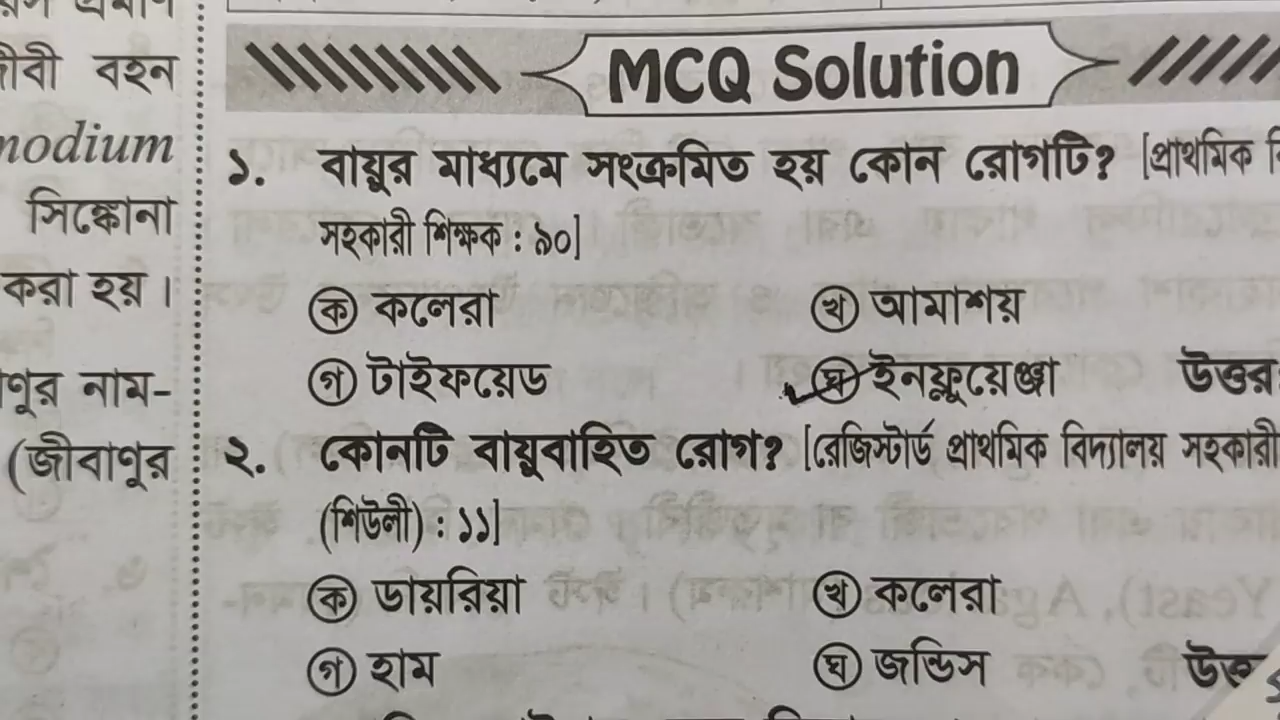 বী বহন
nodium
সিঙ্কোনা
করা হয়।
ণুর নাম-
(জীবাণুর
MCQ Solution
১. বায়ুর মাধ্যমে সংক্রমিত হয় কোন রোগটি? [প্রাথমিক
সহকারী শিক্ষক : ৯০]
ক কলেরা খ আমাশয়
গ টাইফয়েড ঘ ইনফ্লুয়েঞ্জা উত্তর
২. কোনটি বায়ুবাহিত রোগ? [রেজিস্টার্ড প্রাথমিক বিদ্যালয় সহকারী
(শিউলী) : ১১]
ক ডায়রিয়া খ কলেরা
গ হাম ঘ জন্ডিস উত্ত